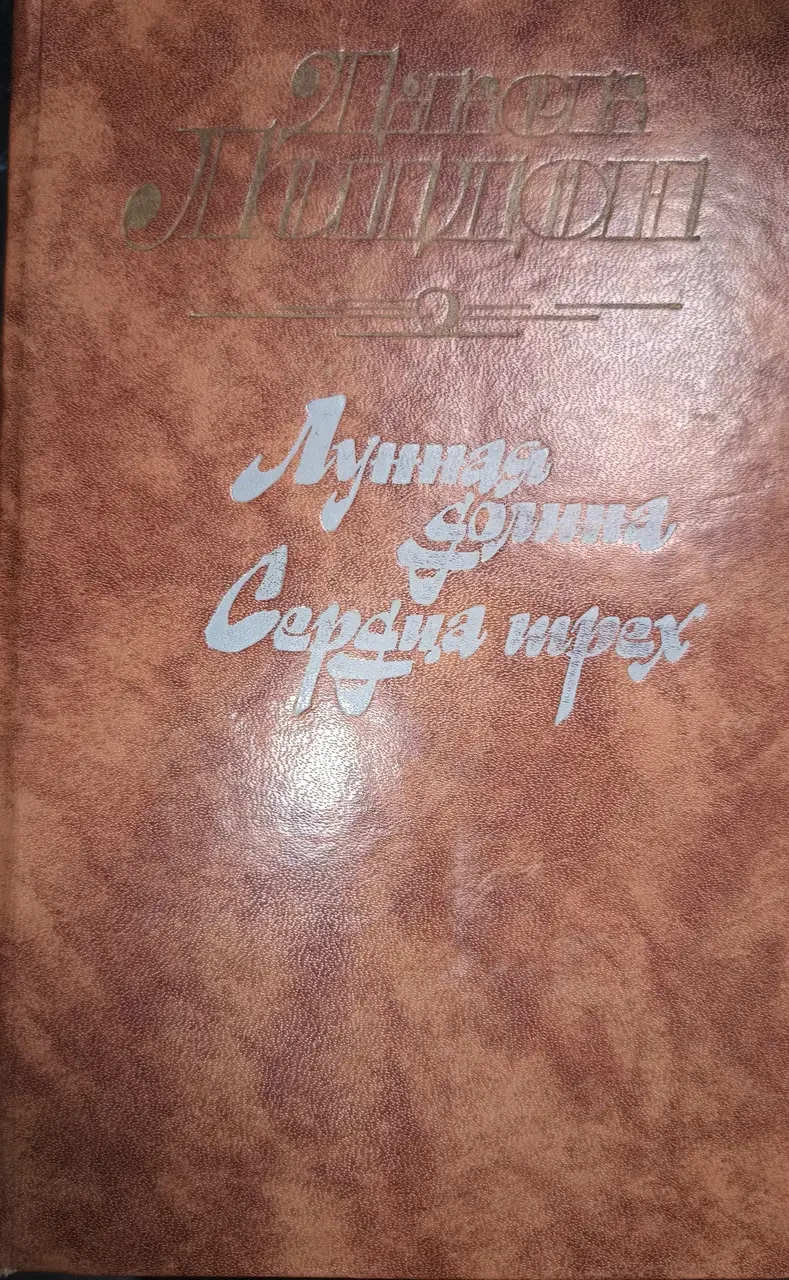 Джек
Лондон
Лунная
долина
Сердца трех